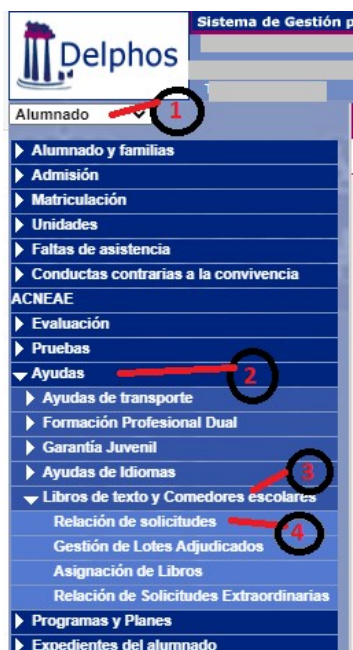 Sistema de Gestión p
Delphos
Alumnado
1
Alumnado y familias
Admisión
Matriculación
Unidades
Faltas de asistencia
Conductas contrarias a la convivencia
ACNEAE
Evaluación
Pruebas
Ayudas
2
Ayudas de transporte
Formación Profesional Dual
Garantía Juvenil
Ayudas de Idiomas
3
Libros de texto y Comedores escolares
Relación de solicitudes
4
Gestión de Lotes Adjudicados
Asignación de Libros
Relación de Solicitudes Extraordinarias
Programas y Planes
Expedientes del alumnado